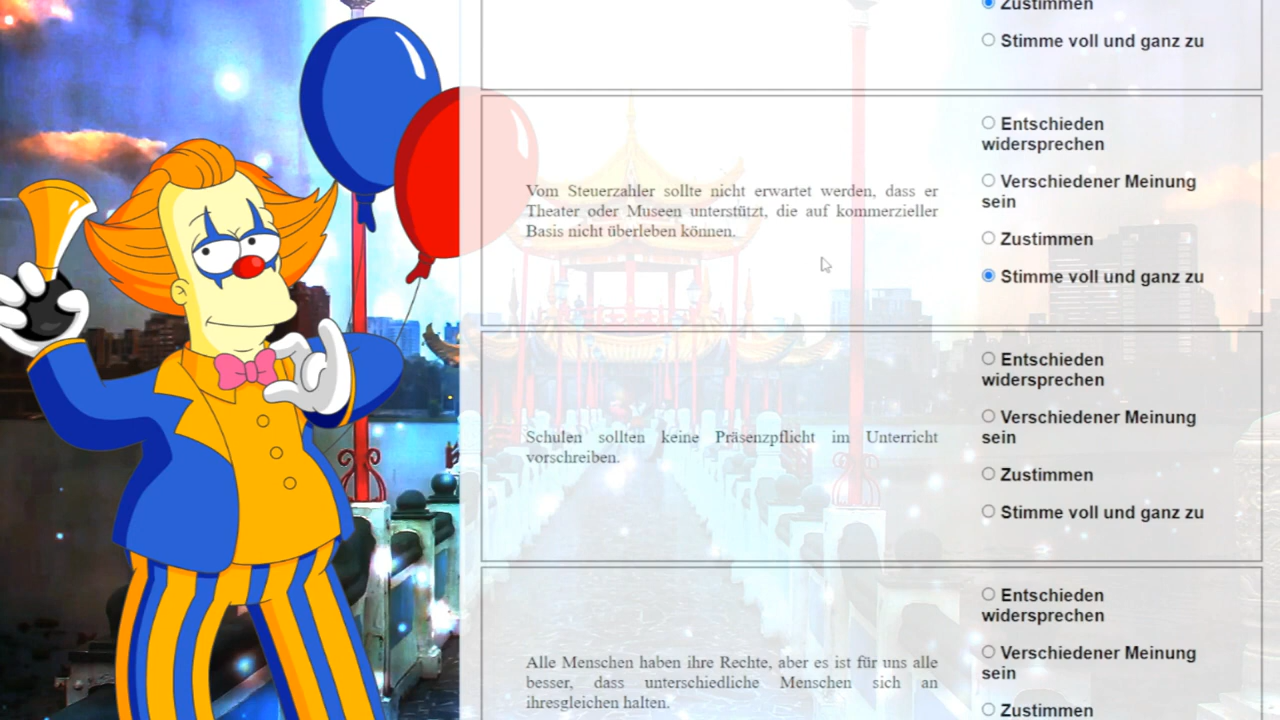 Zustimmen
Stimme voll und ganz zu
Vom Steuerzahler sollte nicht erwartet werden, dass er
Theater oder Museen unterstützt, die auf kommerzieller
Basis nicht überleben können.
Entschieden
widersprechen
Verschiedener Meinung
sein
Zustimmen
Stimme voll und ganz zu
Schulen sollten keine Präsenzpflicht im Unterricht
vorschreiben.
Entschieden
widersprechen
Verschiedener Meinung
sein
Zustimmen
Stimme voll und ganz zu
Alle Menschen haben ihre Rechte, aber es ist für uns alle
besser, dass unterschiedliche Menschen sich an
ihresgleichen halten.
Entschieden
widersprechen
Verschiedener Meinung
sein
Zustimmen